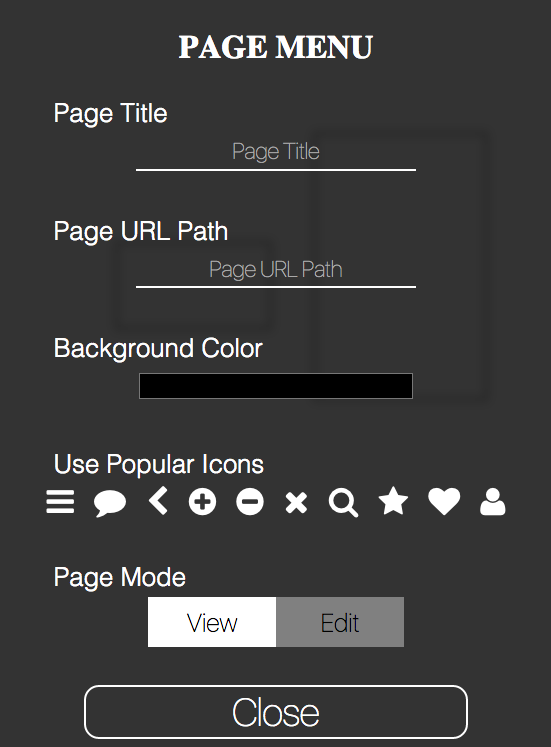 PAGE MENU
Page Title
Page Title
Page URL Path
Page URL Path
Background Color
Use Popular Icons
Page Mode
View Edit
Close